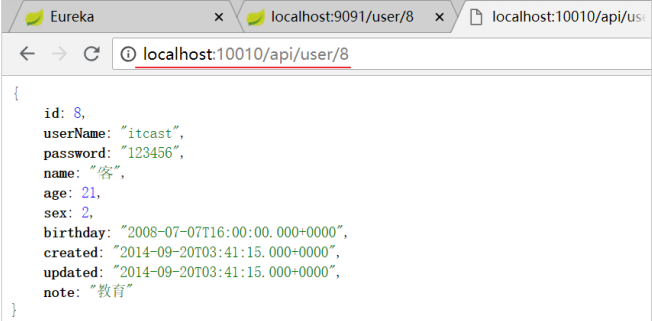 Eureka × localhost:9091/user/8 × localhost:10010/api/use
localhost:10010/api/user/8
{
id: 8,
userName: "itcast",
password: "123456",
name: "客",
age: 21,
sex: 2,
birthday: "2008-07-07T16:00:00.000+0000",
created: "2014-09-20T03:41:15.000+0000",
updated: "2014-09-20T03:41:15.000+0000",
note: "教育"
}